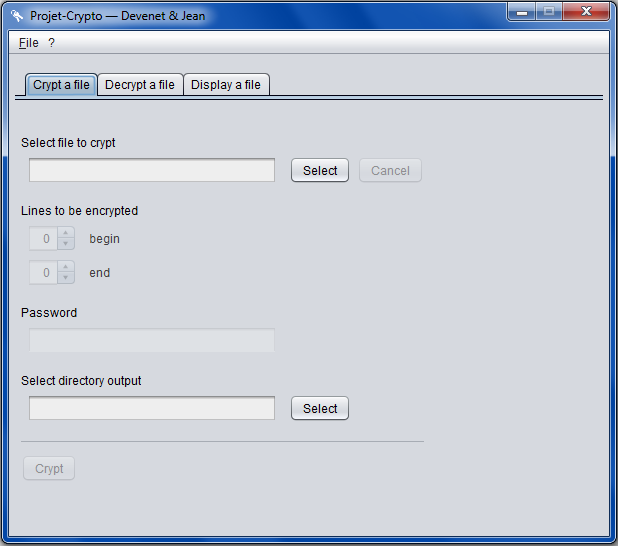 Projet-Crypto — Devenet & Jean
File ?
Crypt a file Decrypt a file Display a file
Select file to crypt
Select Cancel
Lines to be encrypted
0 begin
0 end
Password
Select directory output
Select
Crypt